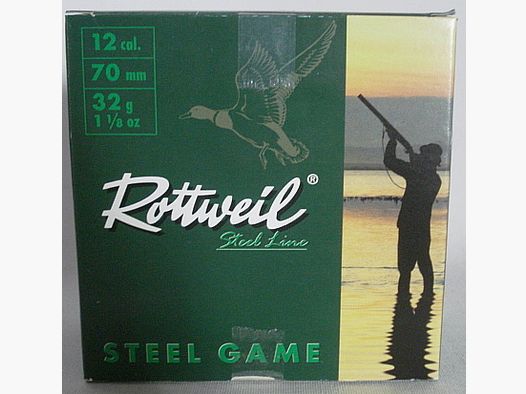 12 cal.
70 mm
32 g
1 1/8 oz
Rottweil®
Steel Line
STEEL GAME